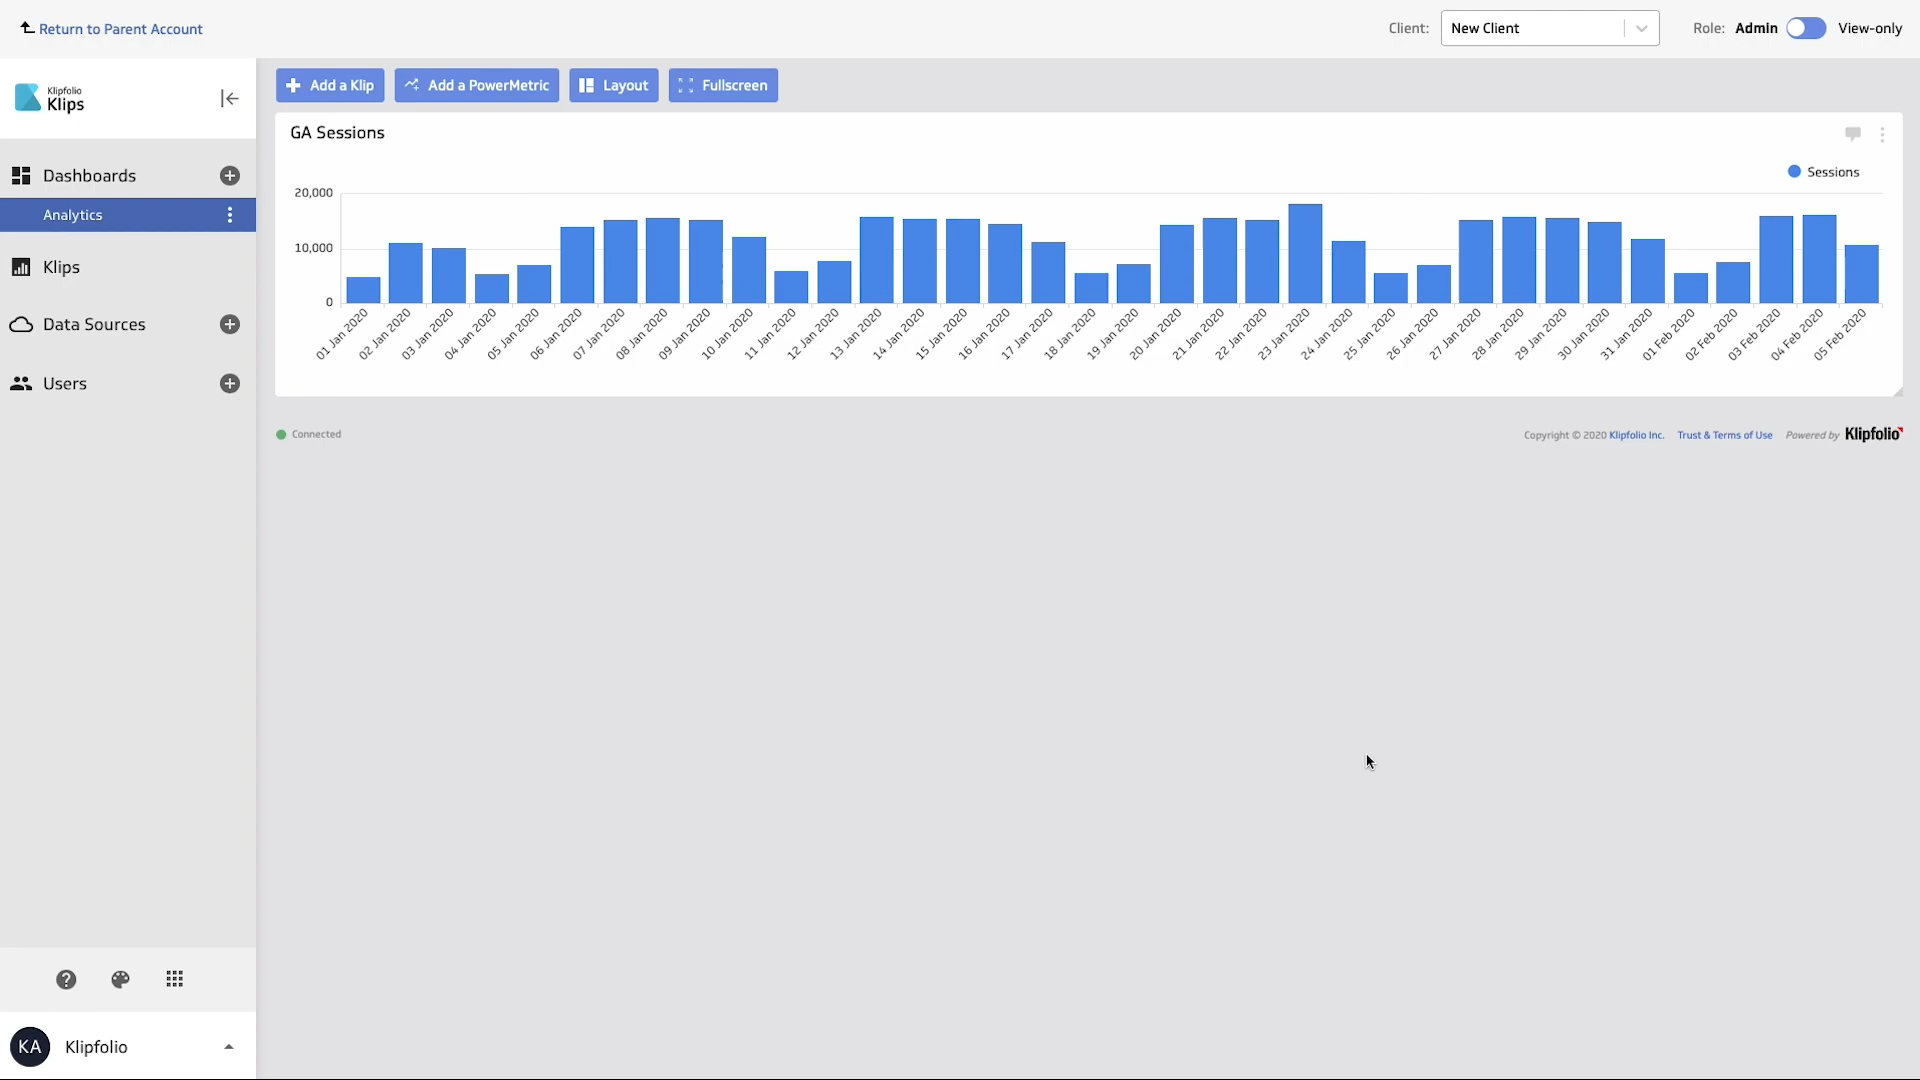 Return to Parent Account
Client: New Client
Role: Admin View-only
Klipfolio
Klips
Add a Klip
Add a PowerMetric
Layout
Fullscreen
Dashboards
Analytics
Klips
Data Sources
Users
GA Sessions
Sessions
20,000
10,000
0
01 Jan 2020
02 Jan 2020
03 Jan 2020
04 Jan 2020
05 Jan 2020
06 Jan 2020
07 Jan 2020
08 Jan 2020
09 Jan 2020
10 Jan 2020
11 Jan 2020
12 Jan 2020
13 Jan 2020
14 Jan 2020
15 Jan 2020
16 Jan 2020
17 Jan 2020
18 Jan 2020
19 Jan 2020
20 Jan 2020
21 Jan 2020
22 Jan 2020
23 Jan 2020
24 Jan 2020
25 Jan 2020
26 Jan 2020
27 Jan 2020
28 Jan 2020
29 Jan 2020
30 Jan 2020
31 Jan 2020
01 Feb 2020
02 Feb 2020
03 Feb 2020
04 Feb 2020
05 Feb 2020
Connected
Copyright © 2020 Klipfolio Inc. Trust & Terms of Use Powered by Klipfolio
KA Klipfolio